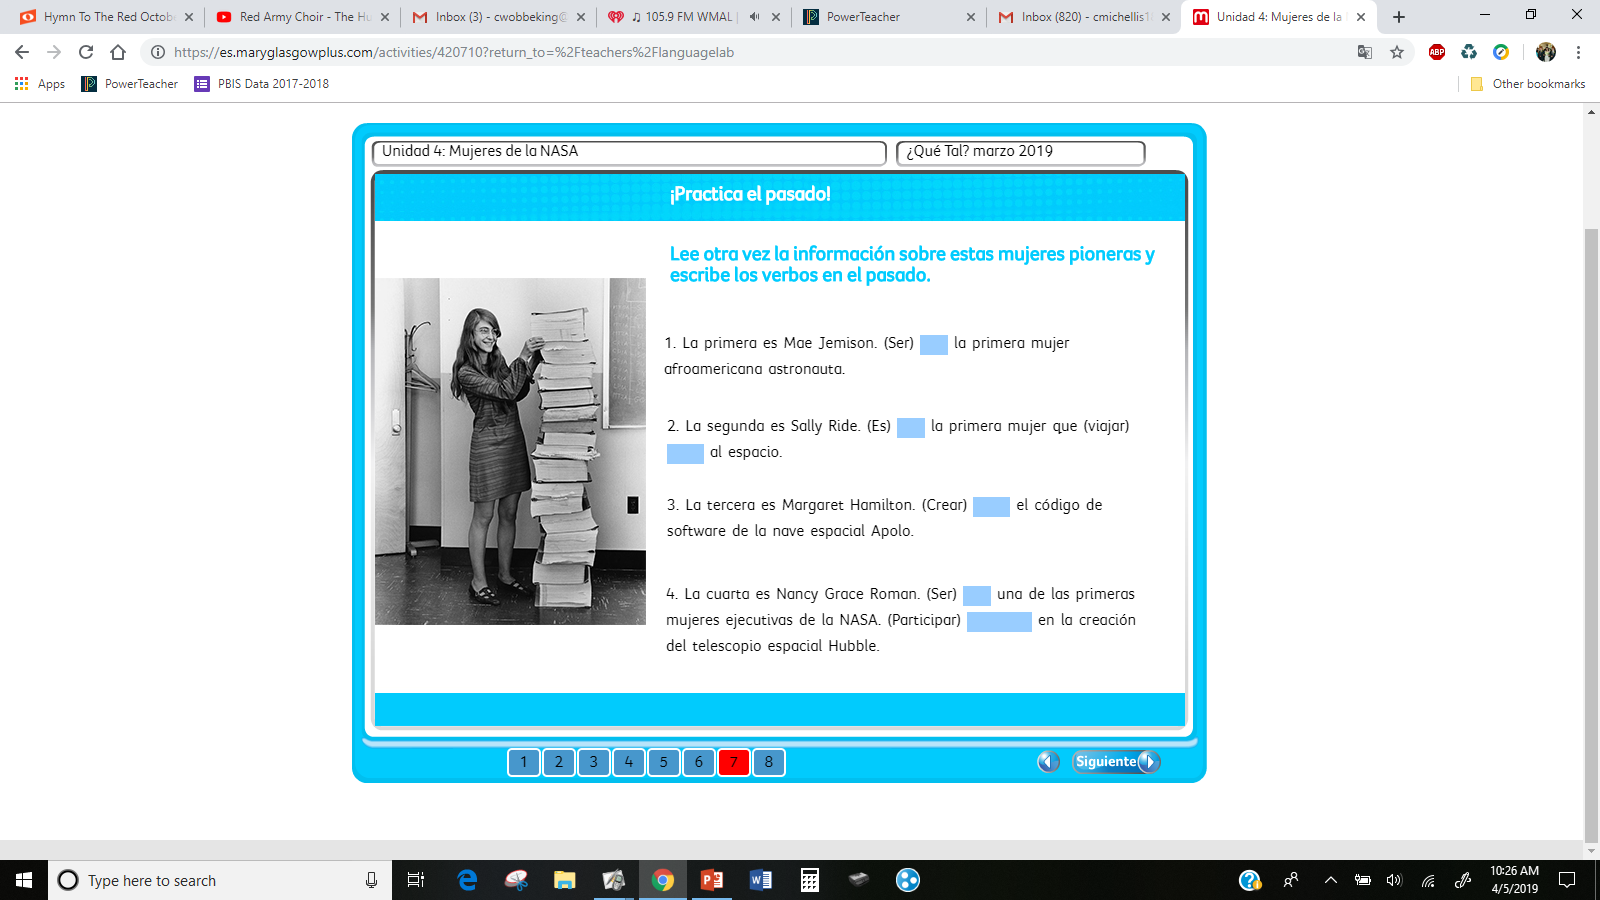 Hymn To The Red Octobe
Red Army Choir - The Hu
Inbox (3) - cwobbeking@
♫ 105.9 FM WMAL |
PowerTeacher
Inbox (820) - cmichellis1
Unidad 4: Mujeres de la
https://es.maryglasgowplus.com/activities/420710?return_to=%2Fteachers%2Flanguagelab
ABP
Apps
PowerTeacher
PBIS Data 2017-2018
Other bookmarks
Unidad 4: Mujeres de la NASA
¿Qué Tal? marzo 2019
¡Practica el pasado!
Lee otra vez la información sobre estas mujeres pioneras y
escribe los verbos en el pasado.
1. La primera es Mae Jemison. (Ser) la primera mujer
afroamericana astronauta.
2. La segunda es Sally Ride. (Es) la primera mujer que (viajar)
al espacio.
3. La tercera es Margaret Hamilton. (Crear) el código de
software de la nave espacial Apolo.
4. La cuarta es Nancy Grace Roman. (Ser) una de las primeras
mujeres ejecutivas de la NASA. (Participar) en la creación
del telescopio espacial Hubble.
1 2 3 4 5 6 7 8
Siguiente
Type here to search
10:26 AM
4/5/2019